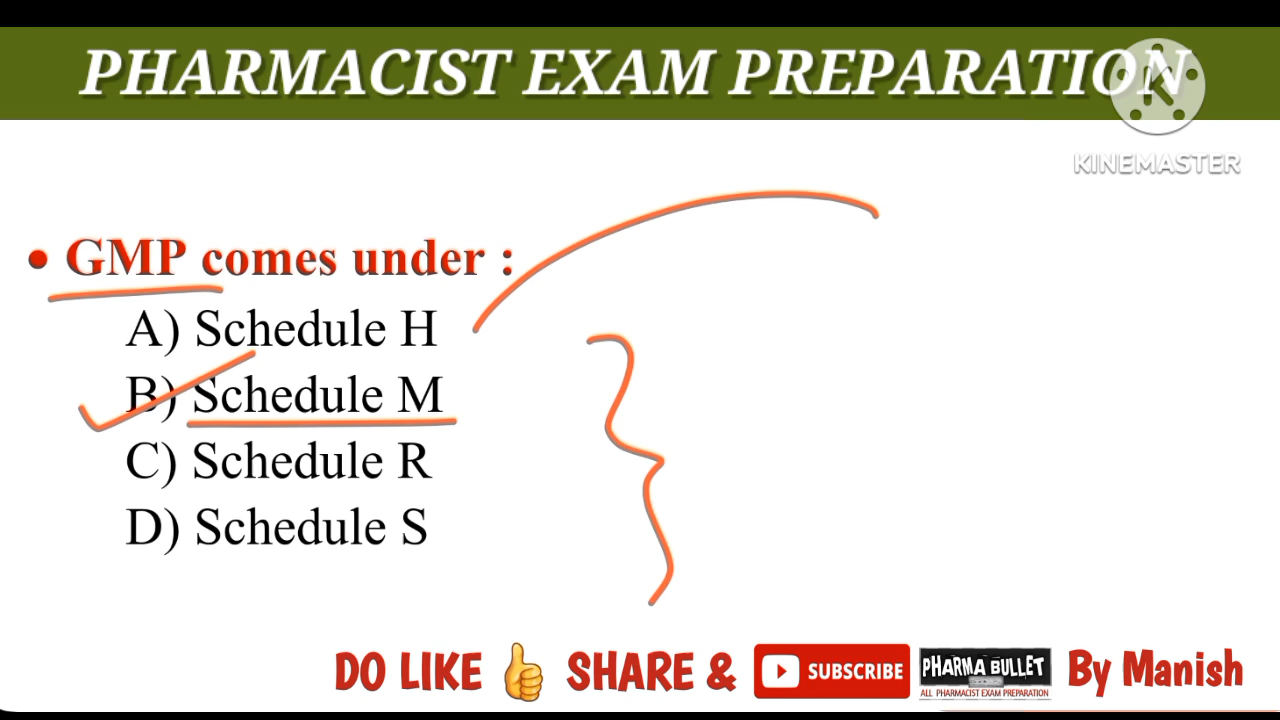 PHARMACIST EXAM PREPARATION
KINEMASTER
• GMP comes under :
A) Schedule H
B) Schedule M
C) Schedule R
D) Schedule S
DO LIKE 👍 SHARE & SUBSCRIBE PHARMA BULLET By Manish
ALL PHARMACIST EXAM PREPARATION